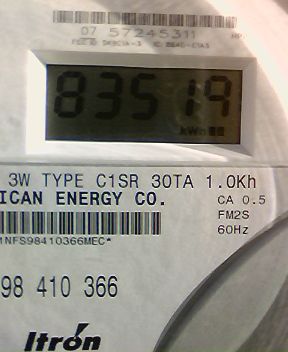 07 57245311
83519
kWh
3W TYPE C1SR 30TA 1.0Kh
ICAN ENERGY CO.
CA 0.5
FM2S
60Hz
1NFS98410366MEC*
98 410 366
Itron